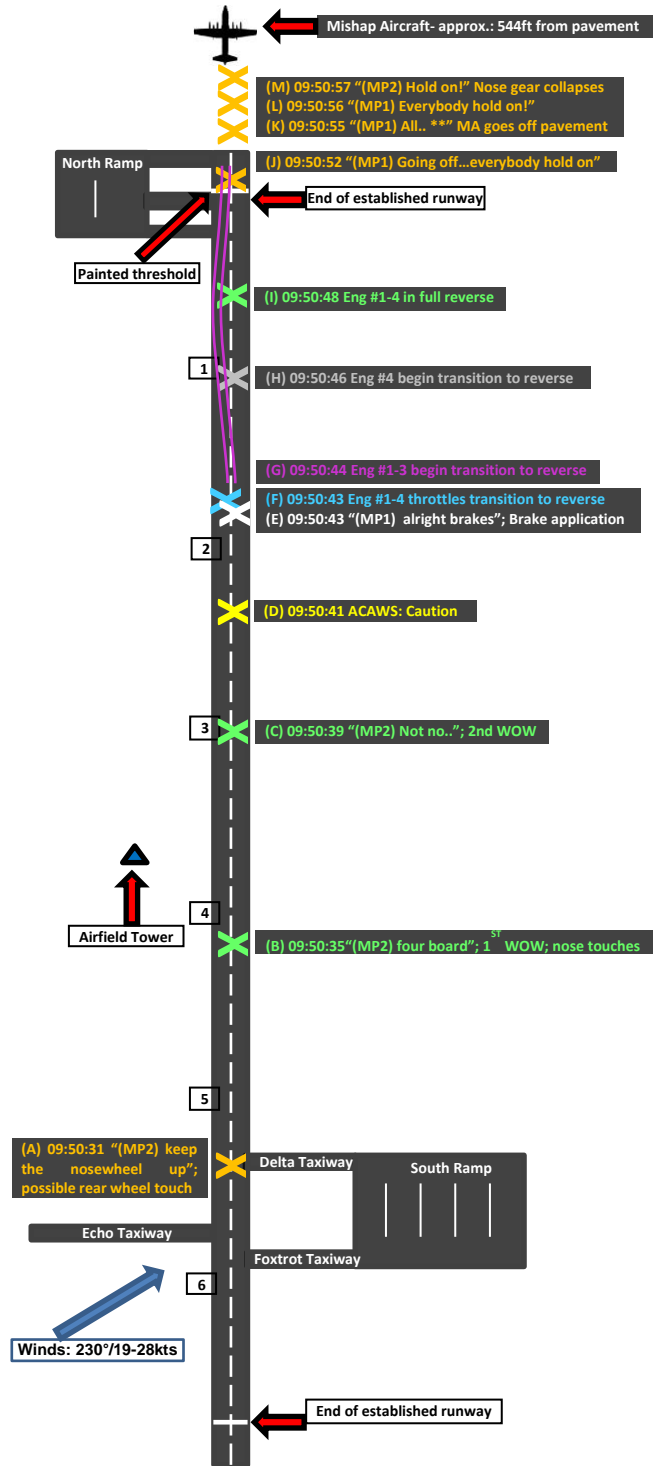 Mishap Aircraft- approx.: 544ft from pavement
(M) 09:50:57 “(MP2) Hold on!” Nose gear collapses
(L) 09:50:56 “(MP1) Everybody hold on!”
(K) 09:50:55 “(MP1) All.. **” MA goes off pavement
North Ramp
(J) 09:50:52 “(MP1) Going off...everybody hold on”
End of established runway
Painted threshold
(I) 09:50:48 Eng #1-4 in full reverse
1
(H) 09:50:46 Eng #4 begin transition to reverse
(G) 09:50:44 Eng #1-3 begin transition to reverse
(F) 09:50:43 Eng #1-4 throttles transition to reverse
(E) 09:50:43 “(MP1) alright brakes”; Brake application
2
(D) 09:50:41 ACAWS: Caution
3
(C) 09:50:39 “(MP2) Not no..”; 2nd WOW
4
Airfield Tower
(B) 09:50:35“(MP2) four board”; 1ST WOW; nose touches
5
(A) 09:50:31 “(MP2) keep
the nosewheel up”;
possible rear wheel touch
Delta Taxiway
South Ramp
Echo Taxiway
Foxtrot Taxiway
6
Winds: 230°/19-28kts
End of established runway